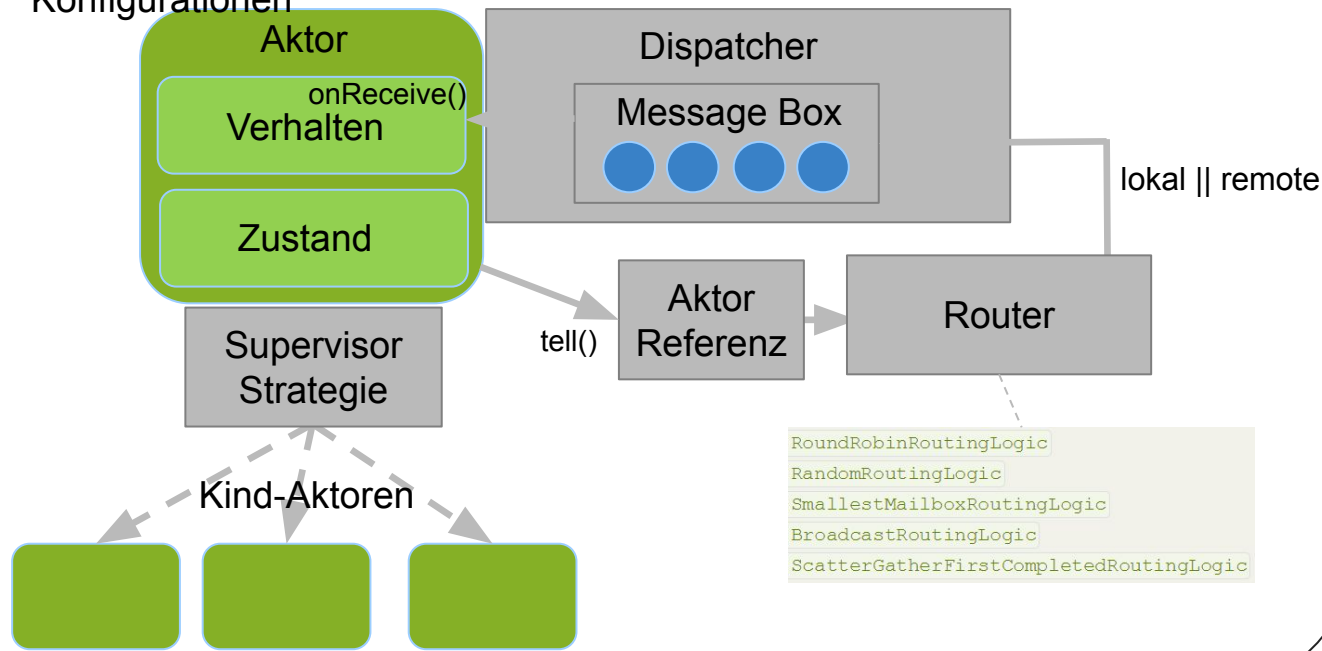 Konfigurationen
Aktor
Dispatcher
onReceive()
Verhalten
Message Box
lokal || remote
Zustand
Aktor
Referenz
Router
tell()
Supervisor
Strategie
RoundRobinRoutingLogic
RandomRoutingLogic
SmallestMailboxRoutingLogic
BroadcastRoutingLogic
ScatterGatherFirstCompletedRoutingLogic
Kind-Aktoren